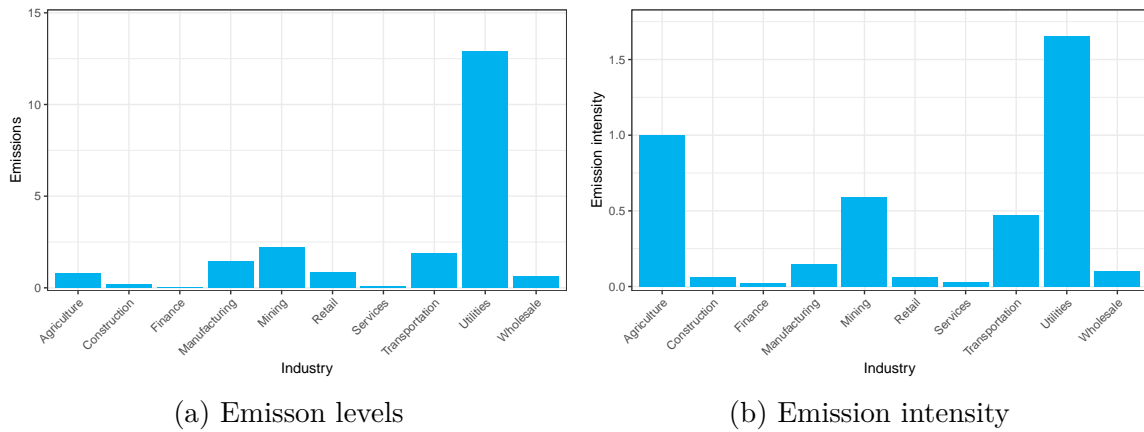 15
10
5
0
Emissions
Agriculture
Construction
Finance
Manufacturing
Mining
Retail
Services
Transportation
Utilities
Wholesale
Industry
(a) Emisson levels
1.5
1.0
0.5
0.0
Emission intensity
Agriculture
Construction
Finance
Manufacturing
Mining
Retail
Services
Transportation
Utilities
Wholesale
Industry
(b) Emission intensity